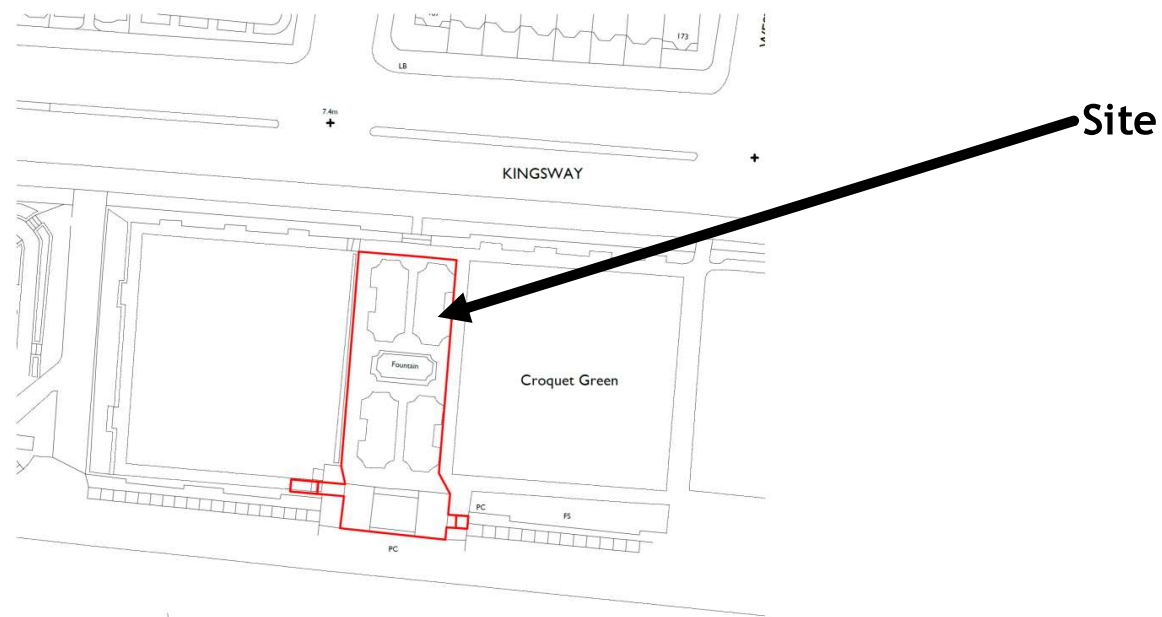 173
LB
7.4m
Site
KINGSWAY
Fountain
Croquet Green
PC
FS
PC